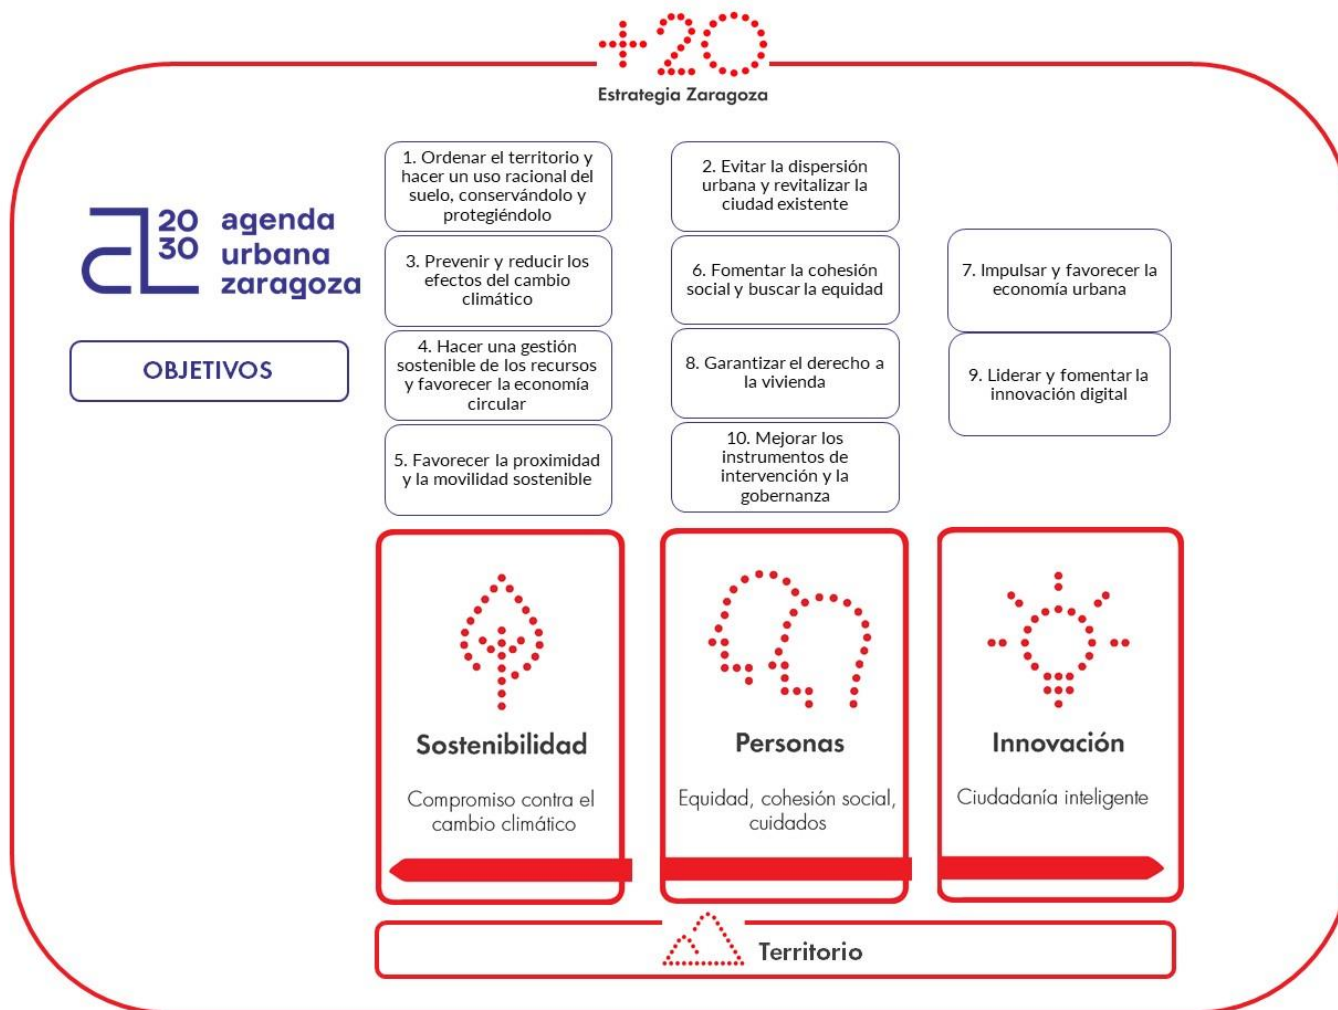 +20
Estrategia Zaragoza
20
30
agenda
urbana
zaragoza
OBJETIVOS
1. Ordenar el territorio y
hacer un uso racional del
suelo, conservándolo y
protegiéndolo
2. Evitar la dispersión
urbana y revitalizar la
ciudad existente
3. Prevenir y reducir los
efectos del cambio
climático
6. Fomentar la cohesión
social y buscar la equidad
7. Impulsar y favorecer la
economía urbana
4. Hacer una gestión
sostenible de los recursos
y favorecer la economía
circular
8. Garantizar el derecho a
la vivienda
9. Liderar y fomentar la
innovación digital
5. Favorecer la proximidad
y la movilidad sostenible
10. Mejorar los
instrumentos de
intervención y la
gobernanza
Sostenibilidad
Compromiso contra el
cambio climático
Personas
Equidad, cohesión social,
cuidados
Innovación
Ciudadanía inteligente
Territorio